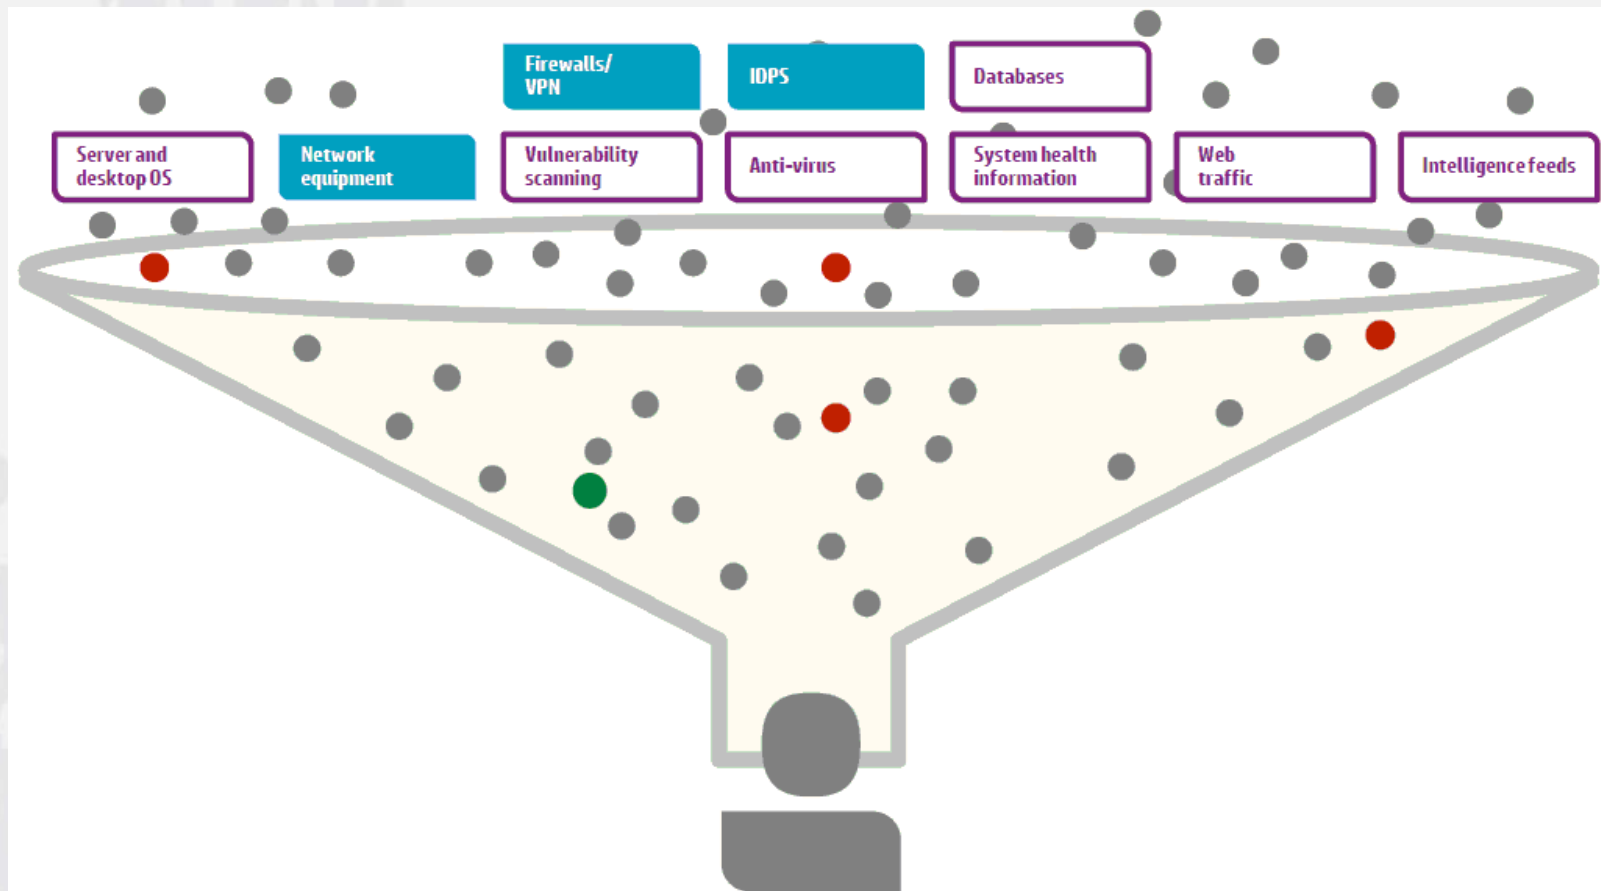 Firewalls/
VPN
IDPS
Databases
Server and
desktop OS
Network
equipment
Vulnerability
scanning
Anti-virus
System health
information
Web
traffic
Intelligence feeds